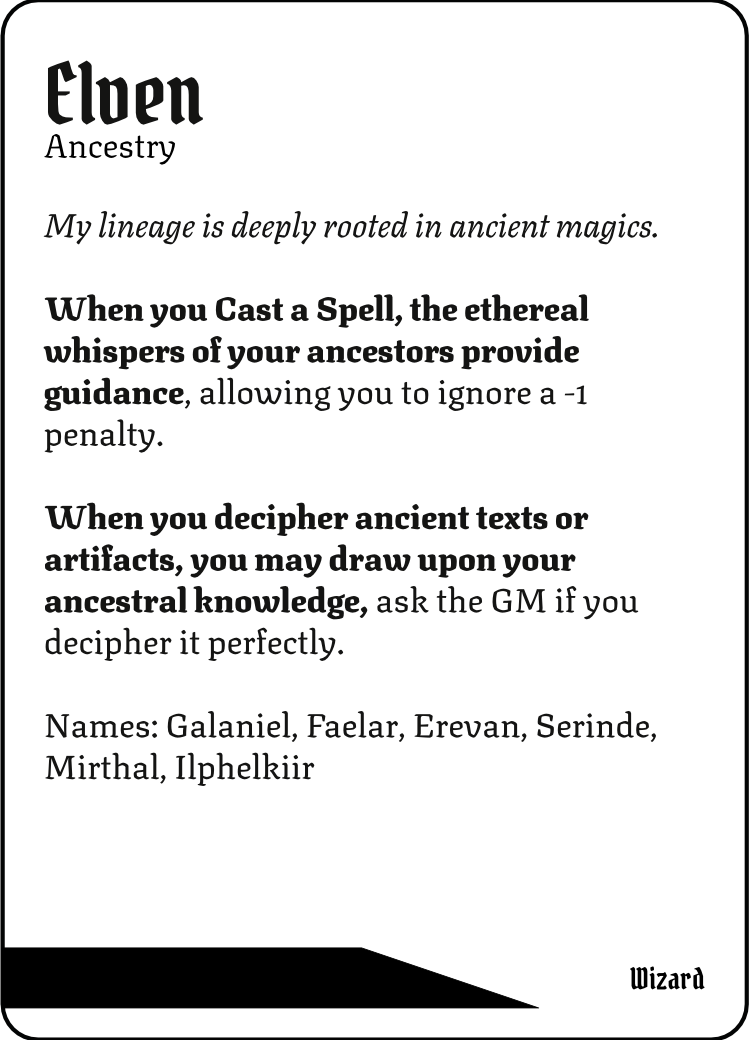 Elven
Ancestry
My lineage is deeply rooted in ancient magics.
When you Cast a Spell, the ethereal
whispers of your ancestors provide
guidance, allowing you to ignore a -1
penalty.
When you decipher ancient texts or
artifacts, you may draw upon your
ancestral knowledge, ask the GM if you
decipher it perfectly.
Names: Galaniel, Faelar, Erevan, Serinde,
Mirthal, Ilphelkiir
Wizard